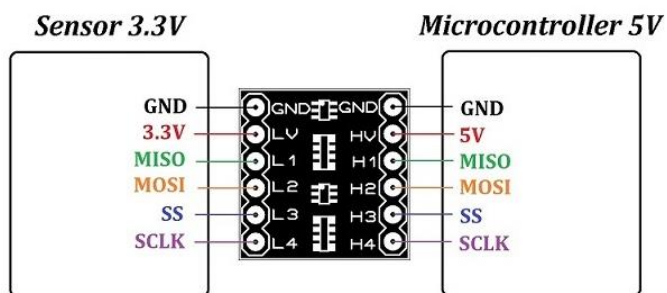 Sensor 3.3V Microcontroller 5V
GND GND GND GND
3.3V LV HV 5V
MISO L1 H1 MISO
MOSI L2 H2 MOSI
SS L3 H3 SS
SCLK L4 H4 SCLK